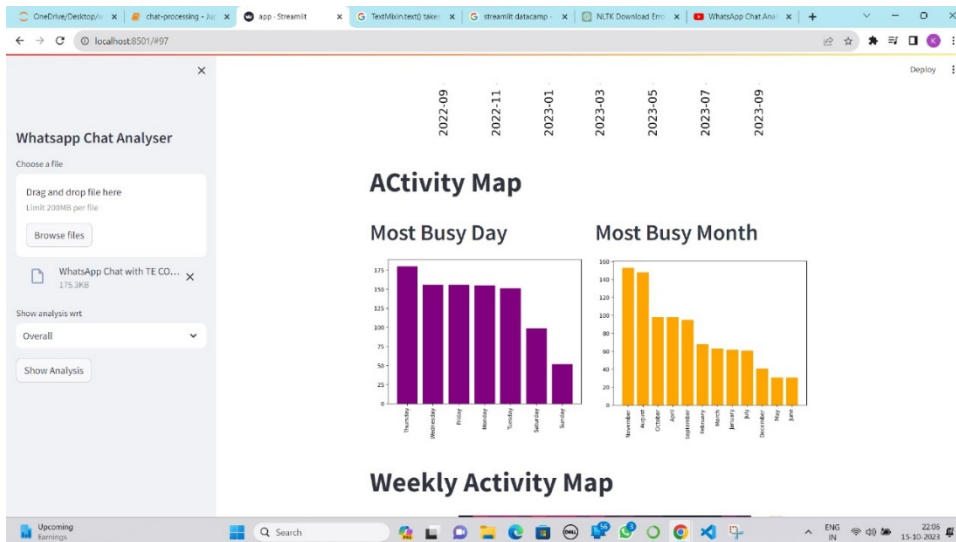 OneDrive/Desktop/w
chat-processing - Jup
app · Streamlit
TextMixin.text() takes
streamlit datacamp -
NLTK Download Erro
WhatsApp Chat Anal
localhost:8501/#97
Deploy
Whatsapp Chat Analyser
Choose a file
Drag and drop file here
Limit 200MB per file
Browse files
WhatsApp Chat with TE CO...
175.3KB
Show analysis wrt
Overall
Show Analysis
2022-09
2022-11
2023-01
2023-03
2023-05
2023-07
2023-09
ACtivity Map
Most Busy Day
175
150
125
100
75
50
25
0
Thursday
Wednesday
Friday
Monday
Tuesday
Saturday
Sunday
Most Busy Month
160
140
120
100
80
60
40
20
0
November
August
October
April
September
February
March
January
July
December
May
June
Weekly Activity Map
Upcoming
Earnings
Search
56
3
ENG
IN
22:05
15-10-2023